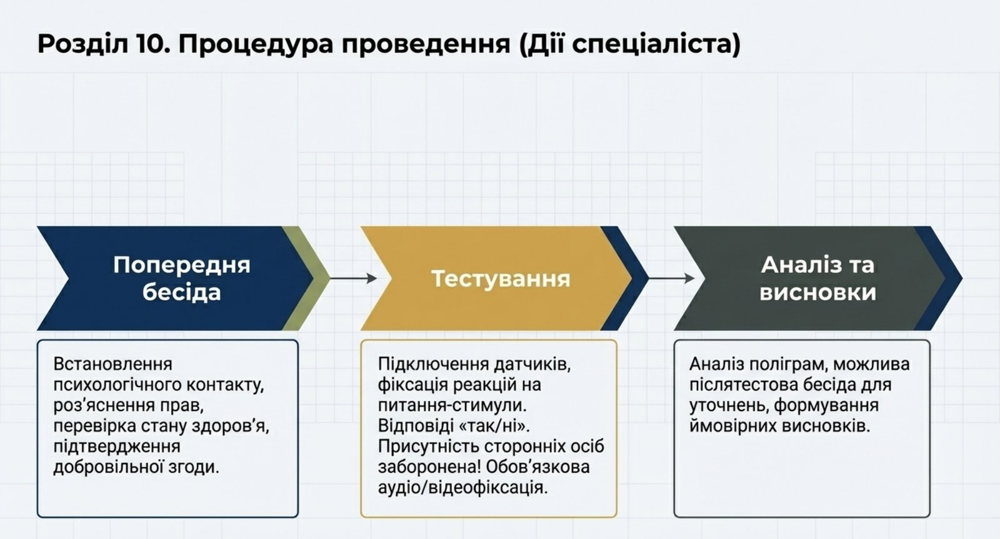 Розділ 10. Процедура проведення (Дії спеціаліста)
Попередня
бесіда
Встановлення
психологічного контакту,
роз’яснення прав,
перевірка стану здоров’я,
підтвердження
добровільної згоди.
Тестування
Підключення датчиків,
фіксація реакцій на
питання-стимули.
Відповіді «так/ні».
Присутність сторонніх осіб
заборонена! Обов’язкова
аудіо/відеофіксація.
Аналіз та
висновки
Аналіз поліграм, можлива
післятестова бесіда для
уточнень, формування
ймовірних висновків.